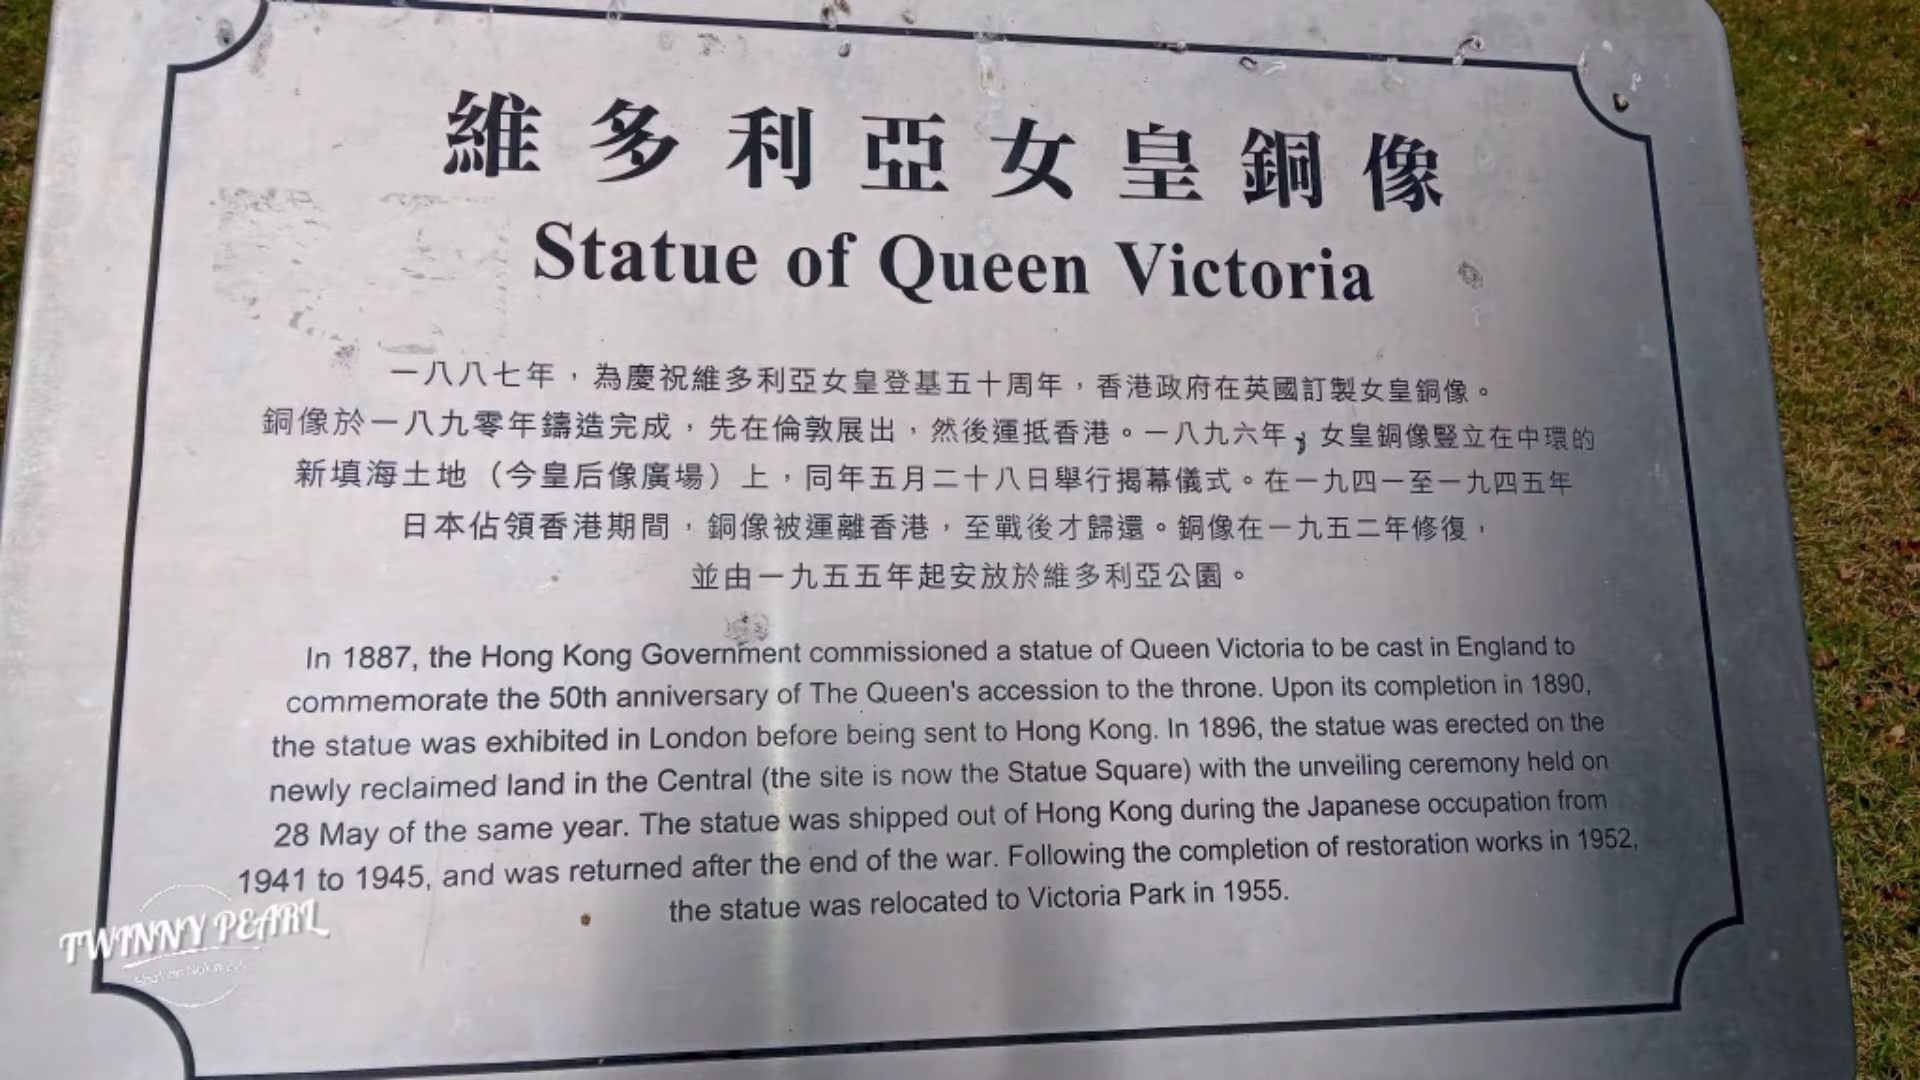 維多利亞女皇銅像
Statue of Queen Victoria
一八八七年，為慶祝維多利亞女皇登基五十周年，香港政府在英國訂製女皇銅像。
銅像於一八九零年鑄造完成，先在倫敦展出，然後運抵香港。一八九六年，女皇銅像豎立在中環的
新填海土地（今皇后像廣場）上，同年五月二十八日舉行揭幕儀式。在一九四一至一九四五年
日本佔領香港期間，銅像被運離香港，至戰後才歸還。銅像在一九五二年修復，
並由一九五五年起安放於維多利亞公園。
In 1887, the Hong Kong Government commissioned a statue of Queen Victoria to be cast in England to
commemorate the 50th anniversary of The Queen's accession to the throne. Upon its completion in 1890,
the statue was exhibited in London before being sent to Hong Kong. In 1896, the statue was erected on the
newly reclaimed land in the Central (the site is now the Statue Square) with the unveiling ceremony held on
28 May of the same year. The statue was shipped out of Hong Kong during the Japanese occupation from
1941 to 1945, and was returned after the end of the war. Following the completion of restoration works in 1952,
the statue was relocated to Victoria Park in 1955.
TWINNY PEARL